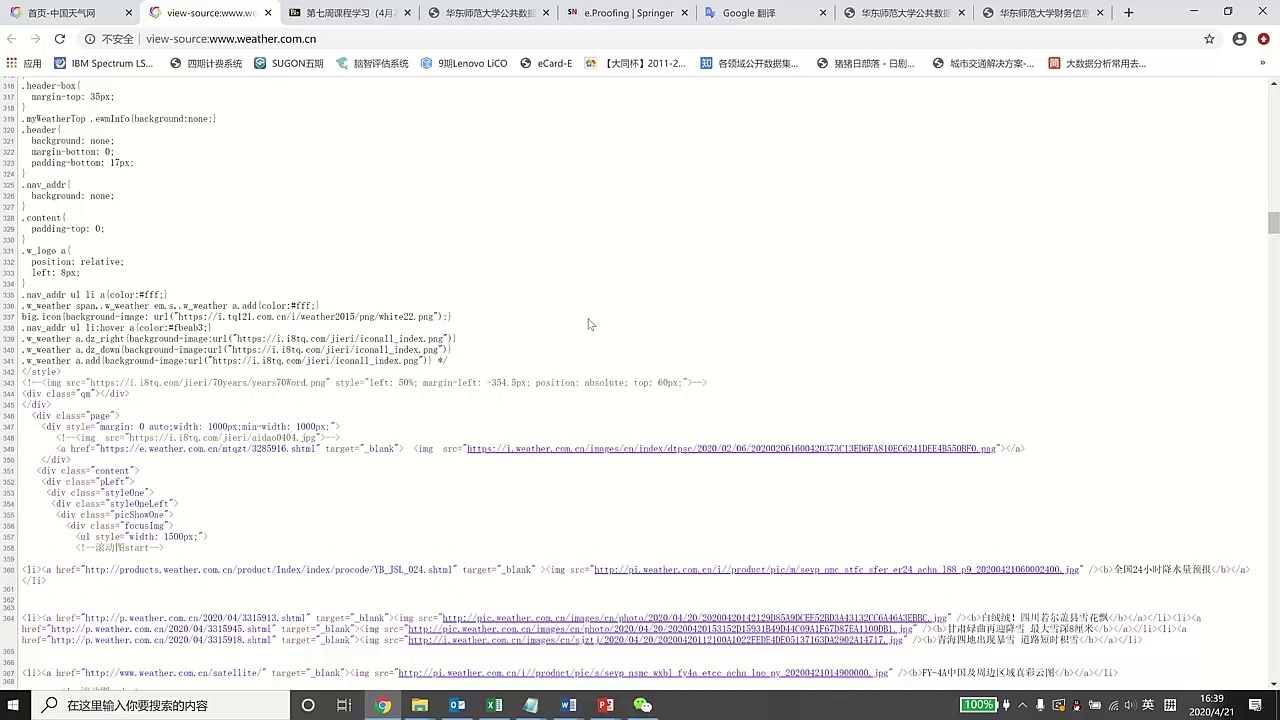 首页-中国天气网
view-source:www.we
第七周课程学习（4月2
华东师范大学公共数据
e.Proofing | Springer
Google 翻译
华东师范大学公共数据
华东师范大学财务信息
不安全 | view-source:www.weather.com.cn
应用
IBM Spectrum LS...
四期计费系统
SUGON五期
脑智评估系统
9期Lenovo LiCO
eCard-E
【大同杯】2011-2...
各领域公开数据集...
猪猪日部落 - 日剧...
城市交通解决方案-...
大数据分析常用去...
»
316 .header-box{
317 margin-top: 35px;
318 }
319 .myWeatherTop .ewmInfo{background:none;}
320 .header{
321 background: none;
322 margin-bottom: 0;
323 padding-bottom: 17px;
324 }
325 .nav_addr{
326 background: none;
327 }
328 .content{
329 padding-top: 0;
330 }
331 .w_logo a{
332 position: relative;
333 left: 8px;
334 }
335 .nav_addr ul li a{color:#fff;}
336 .w_weather span,.w_weather em.s,.w_weather a.add{color:#fff;}
337 big.icon{background-image: url("https://i.tq121.com.cn/i/weather2015/png/white22.png");}
338 .nav_addr ul li:hover a{color:#fbeab3;}
339 .w_weather a.dz_right{background-image:url("https://i.i8tq.com/jieri/iconall_index.png")}
340 .w_weather a.dz_down{background-image:url("https://i.i8tq.com/jieri/iconall_index.png")}
341 .w_weather a.add{background-image:url("https://i.i8tq.com/jieri/iconall_index.png")} */
342 </style>
343 <!--<img src="https://i.i8tq.com/jieri/70years/years70Word.png" style="left: 50%; margin-left: -354.5px; position: absolute; top: 60px;">-->
344 <div class="qm"></div>
345 </div>
346 <div class="page">
347 <div style="margin: 0 auto;width: 1000px;min-width: 1000px;">
348 <!--<img src="https://i.i8tq.com/jieri/aidao0404.jpg">-->
349 <a href="https://e.weather.com.cn/mtqzt/3285916.shtml" target="_blank"> <img src="https://i.weather.com.cn/images/cn/index/dtpsc/2020/02/06/202002061600420373C13ED6FA810EC6241DEE4B550BF0.png"></a>
350 </div>
351 <div class="content">
352 <div class="pLeft">
353 <div class="styleOne">
354 <div class="styleOneLeft">
355 <div class="picShowOne">
356 <div class="focusImg">
357 <ul style="width: 1500px;">
358 <!--滚动图start-->
359
360 <li><a href="http://products.weather.com.cn/product/Index/index/procode/YB_JSL_024.shtml" target="_blank" ><img src="http://pi.weather.com.cn/i//product/pic/m/sevp_nmc_stfc_sfer_er24_achn_l88_p9_20200421060002400.jpg" /><b>全国24小时降水量预报</b></a>
</li>
361
362
363
364 <li><a href="http://p.weather.com.cn/2020/04/3315913.shtml" target="_blank"><img src="http://pic.weather.com.cn/images/cn/photo/2020/04/20/20200420142129D85A9DCEF52BD3A43132CC6A46A3EEBC.jpg" /><b>白绒绒！四川若尔盖县雪花飘</b></a></li><li><a
href="http://p.weather.com.cn/2020/04/3315945.shtml" target="_blank"><img src="http://pic.weather.com.cn/images/cn/photo/2020/04/20/20200420153152D15931B49D44C09A1F67D87EA1100DB1.jpg" /><b>甘肃碌曲再迎降雪 最大雪深8厘米</b></a></li><li><a
href="http://p.weather.com.cn/2020/04/3315918.shtml" target="_blank"><img src="http://i.weather.com.cn/images/cn/sjztj/2020/04/20/20200420112100A1022FEDE4DE05137163DA2902A14717.jpg" /><b>青海四地出现暴雪 道路短时积雪</b></a></li>
365
366
367 <li><a href="http://www.weather.com.cn/satellite/" target="_blank"><img src="http://pi.weather.com.cn/i//product/pic/s/sevp_nsmc_wxbl_fy4a_etcc_achn_lno_py_20200421014900000.jpg" /><b>FY-4A中国及周边区域真彩云图</b></a></li>
368
在这里输入你要搜索的内容
100%
英
拼
16:39
2020/4/21